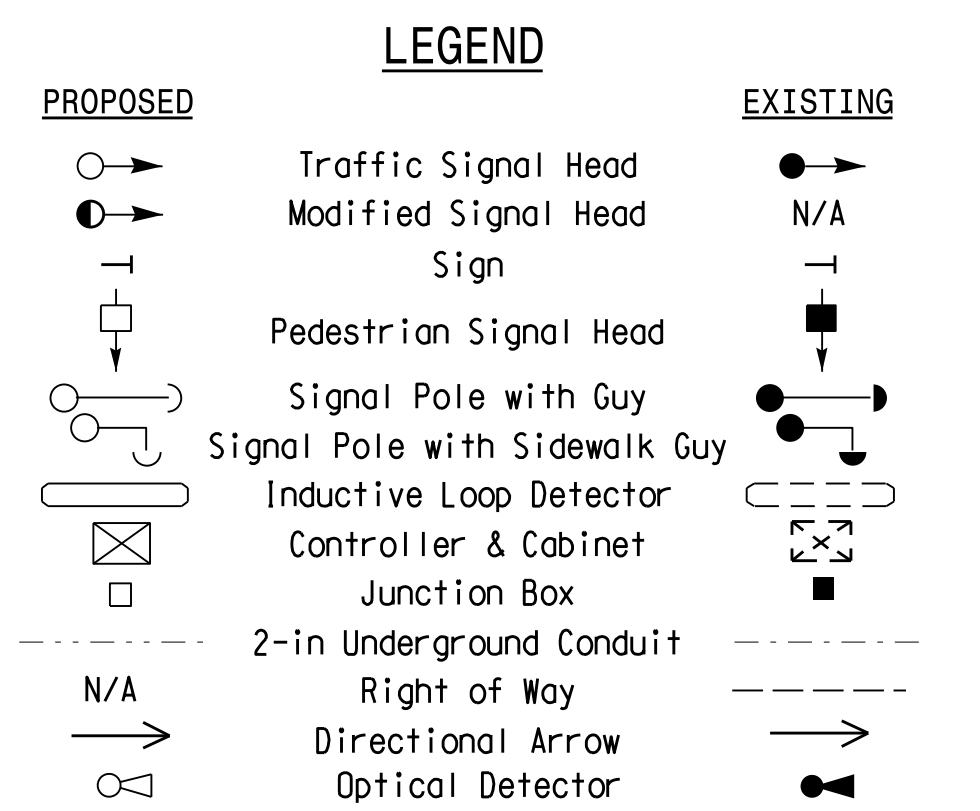 LEGEND
PROPOSED EXISTING
Traffic Signal Head
Modified Signal Head N/A
Sign
Pedestrian Signal Head
Signal Pole with Guy
Signal Pole with Sidewalk Guy
Inductive Loop Detector
Controller & Cabinet
Junction Box
2-in Underground Conduit
N/A Right of Way
Directional Arrow
Optical Detector